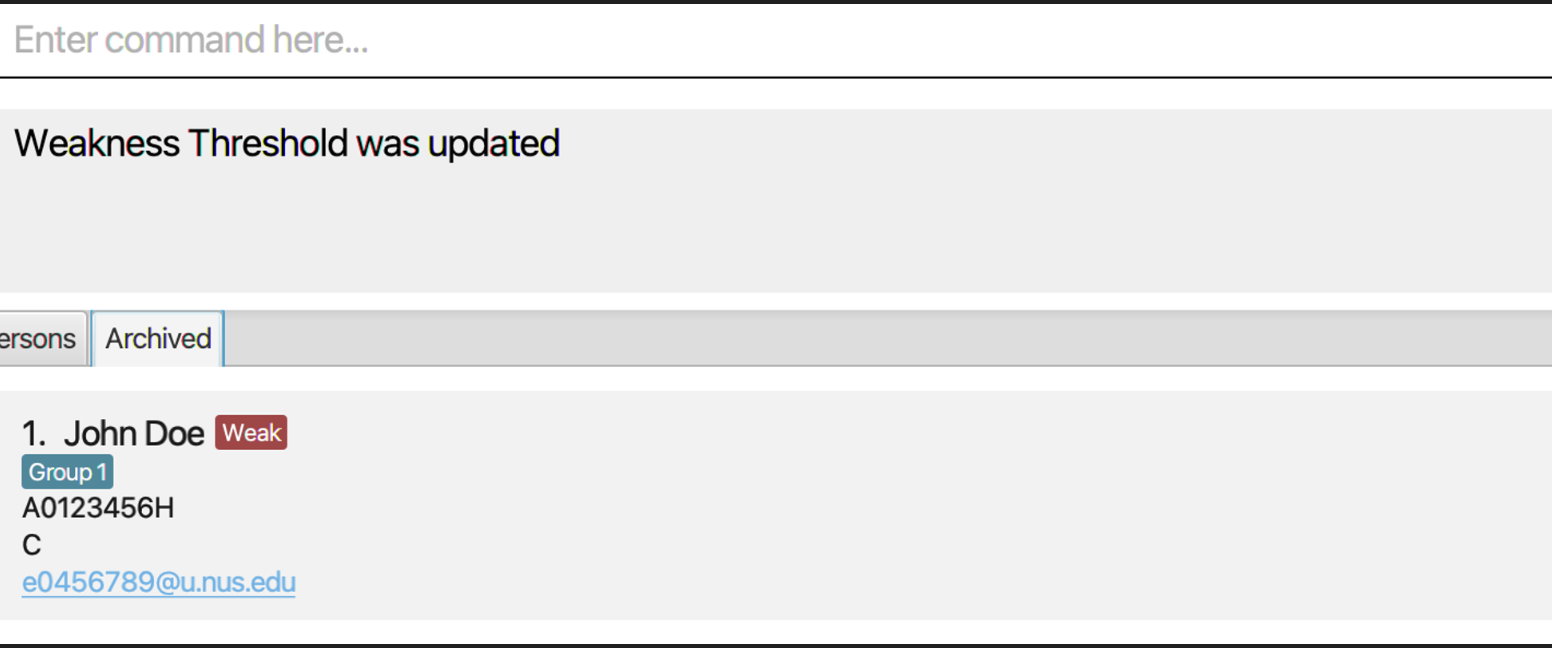 Enter command here...
Weakness Threshold was updated
ersons Archived
1. John Doe Weak
Group 1
A0123456H
C
e0456789@u.nus.edu